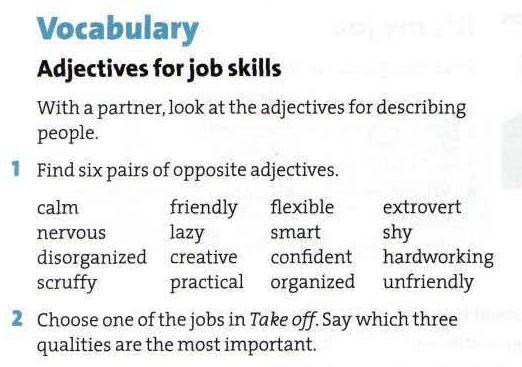 Vocabulary
Adjectives for job skills
With a partner, look at the adjectives for describing
people.
1 Find six pairs of opposite adjectives.
calm friendly flexible extrovert
nervous lazy smart shy
disorganized creative confident hardworking
scruffy practical organized unfriendly
2 Choose one of the jobs in Take off. Say which three
qualities are the most important.